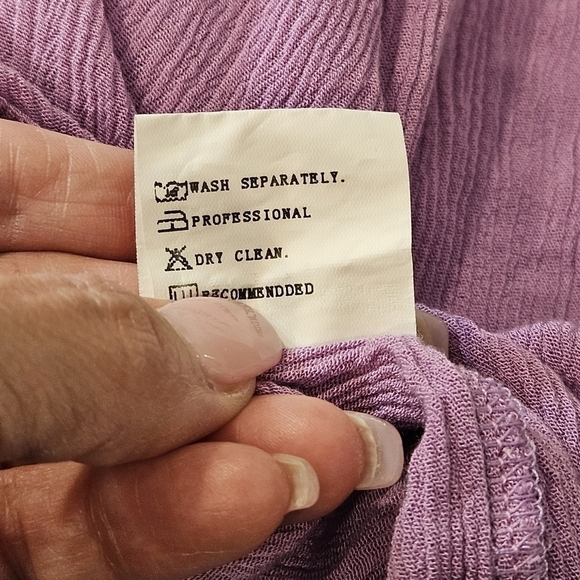 WASH SEPARATELY.
PROFESSIONAL
DRY CLEAN.
RECOMMENDDED